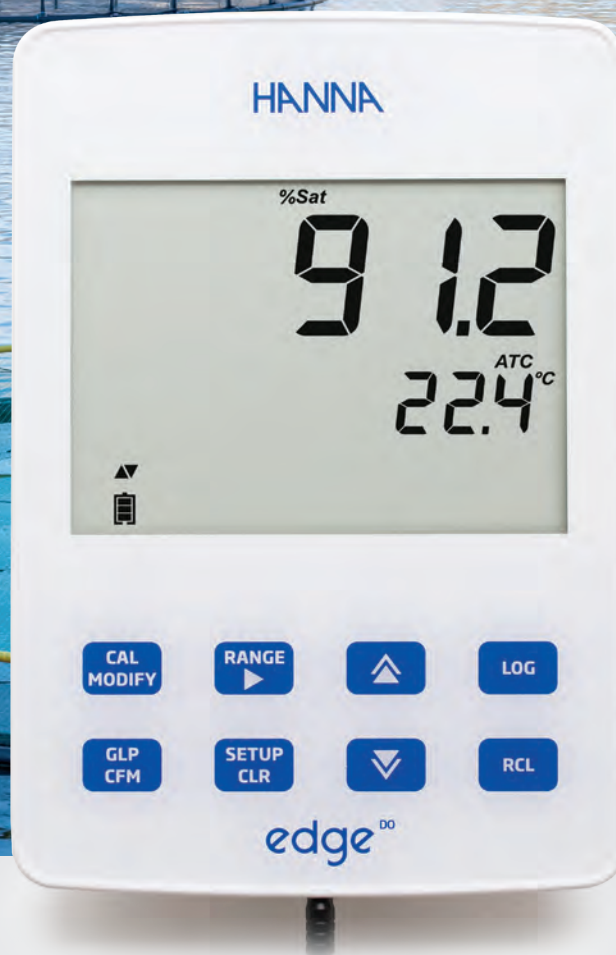 HANNA
%Sat
91.2
ATC
22.4 °C
CAL
MODIFY
RANGE
LOG
GLP
CFM
SETUP
CLR
RCL
edge DO